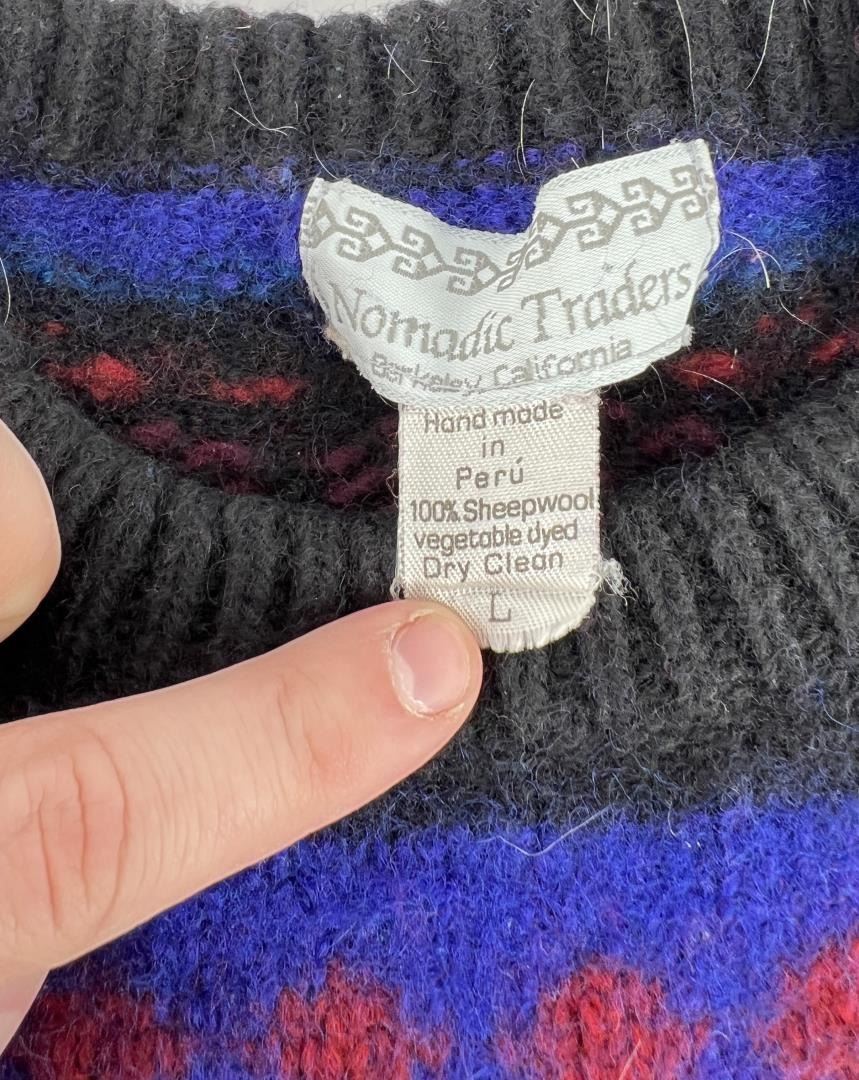 Nomadic Traders
Berkeley, California
Hand made
in
Perú
100% Sheepwool
vegetable dyed
Dry Clean
L